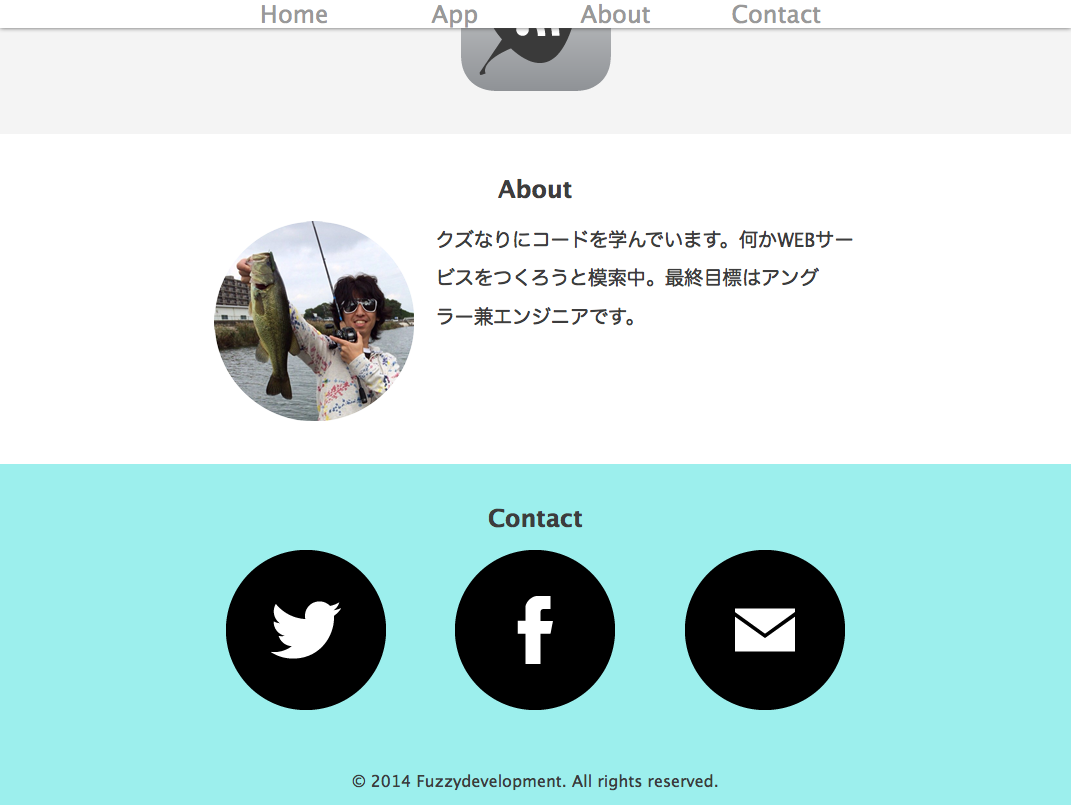 Home App About Contact
About
クズなりにコードを学んでいます。何かWEBサー
ビスをつくろうと模索中。最終目標はアング
ラー兼エンジニアです。
Contact
© 2014 Fuzzydevelopment. All rights reserved.